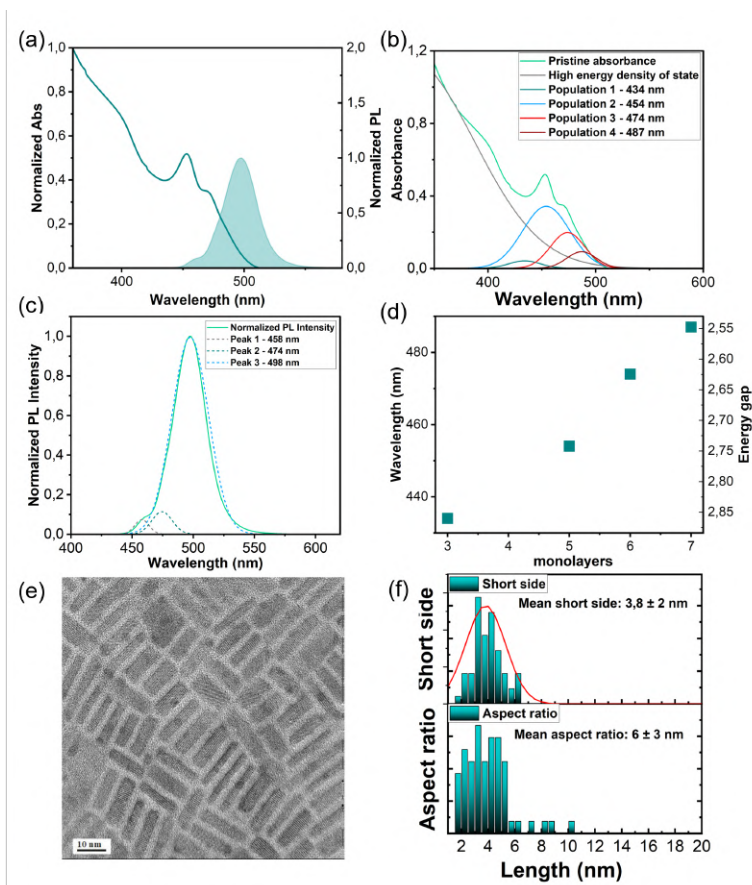 (a)
1,0
0,8
0,6
0,4
0,2
0,0
Normalized Abs
2,0
1,5
1,0
0,5
0,0
Normalized PL
400
500
Wavelength (nm)
(b)
1,2
0,8
0,4
0,0
Absorbance
Pristine absorbance
High energy density of state
Population 1 - 434 nm
Population 2 - 454 nm
Population 3 - 474 nm
Population 4 - 487 nm
400
500
600
Wavelength (nm)
(c)
1,0
0,8
0,6
0,4
0,2
0,0
Normalized PL Intensity
Normalized PL Intensity
Peak 1 - 458 nm
Peak 2 - 474 nm
Peak 3 - 498 nm
400
450
500
550
600
Wavelength (nm)
(d)
480
460
440
Wavelength (nm)
2,55
2,60
2,65
2,70
2,75
2,80
2,85
Energy gap
3
4
5
6
7
monolayers
(e)
10 nm
(f)
Short side
Mean short side: 3,8 ± 2 nm
Short side
Aspect ratio
Mean aspect ratio: 6 ± 3 nm
Aspect ratio
2
4
6
8
10
12
14
16
18
20
Length (nm)